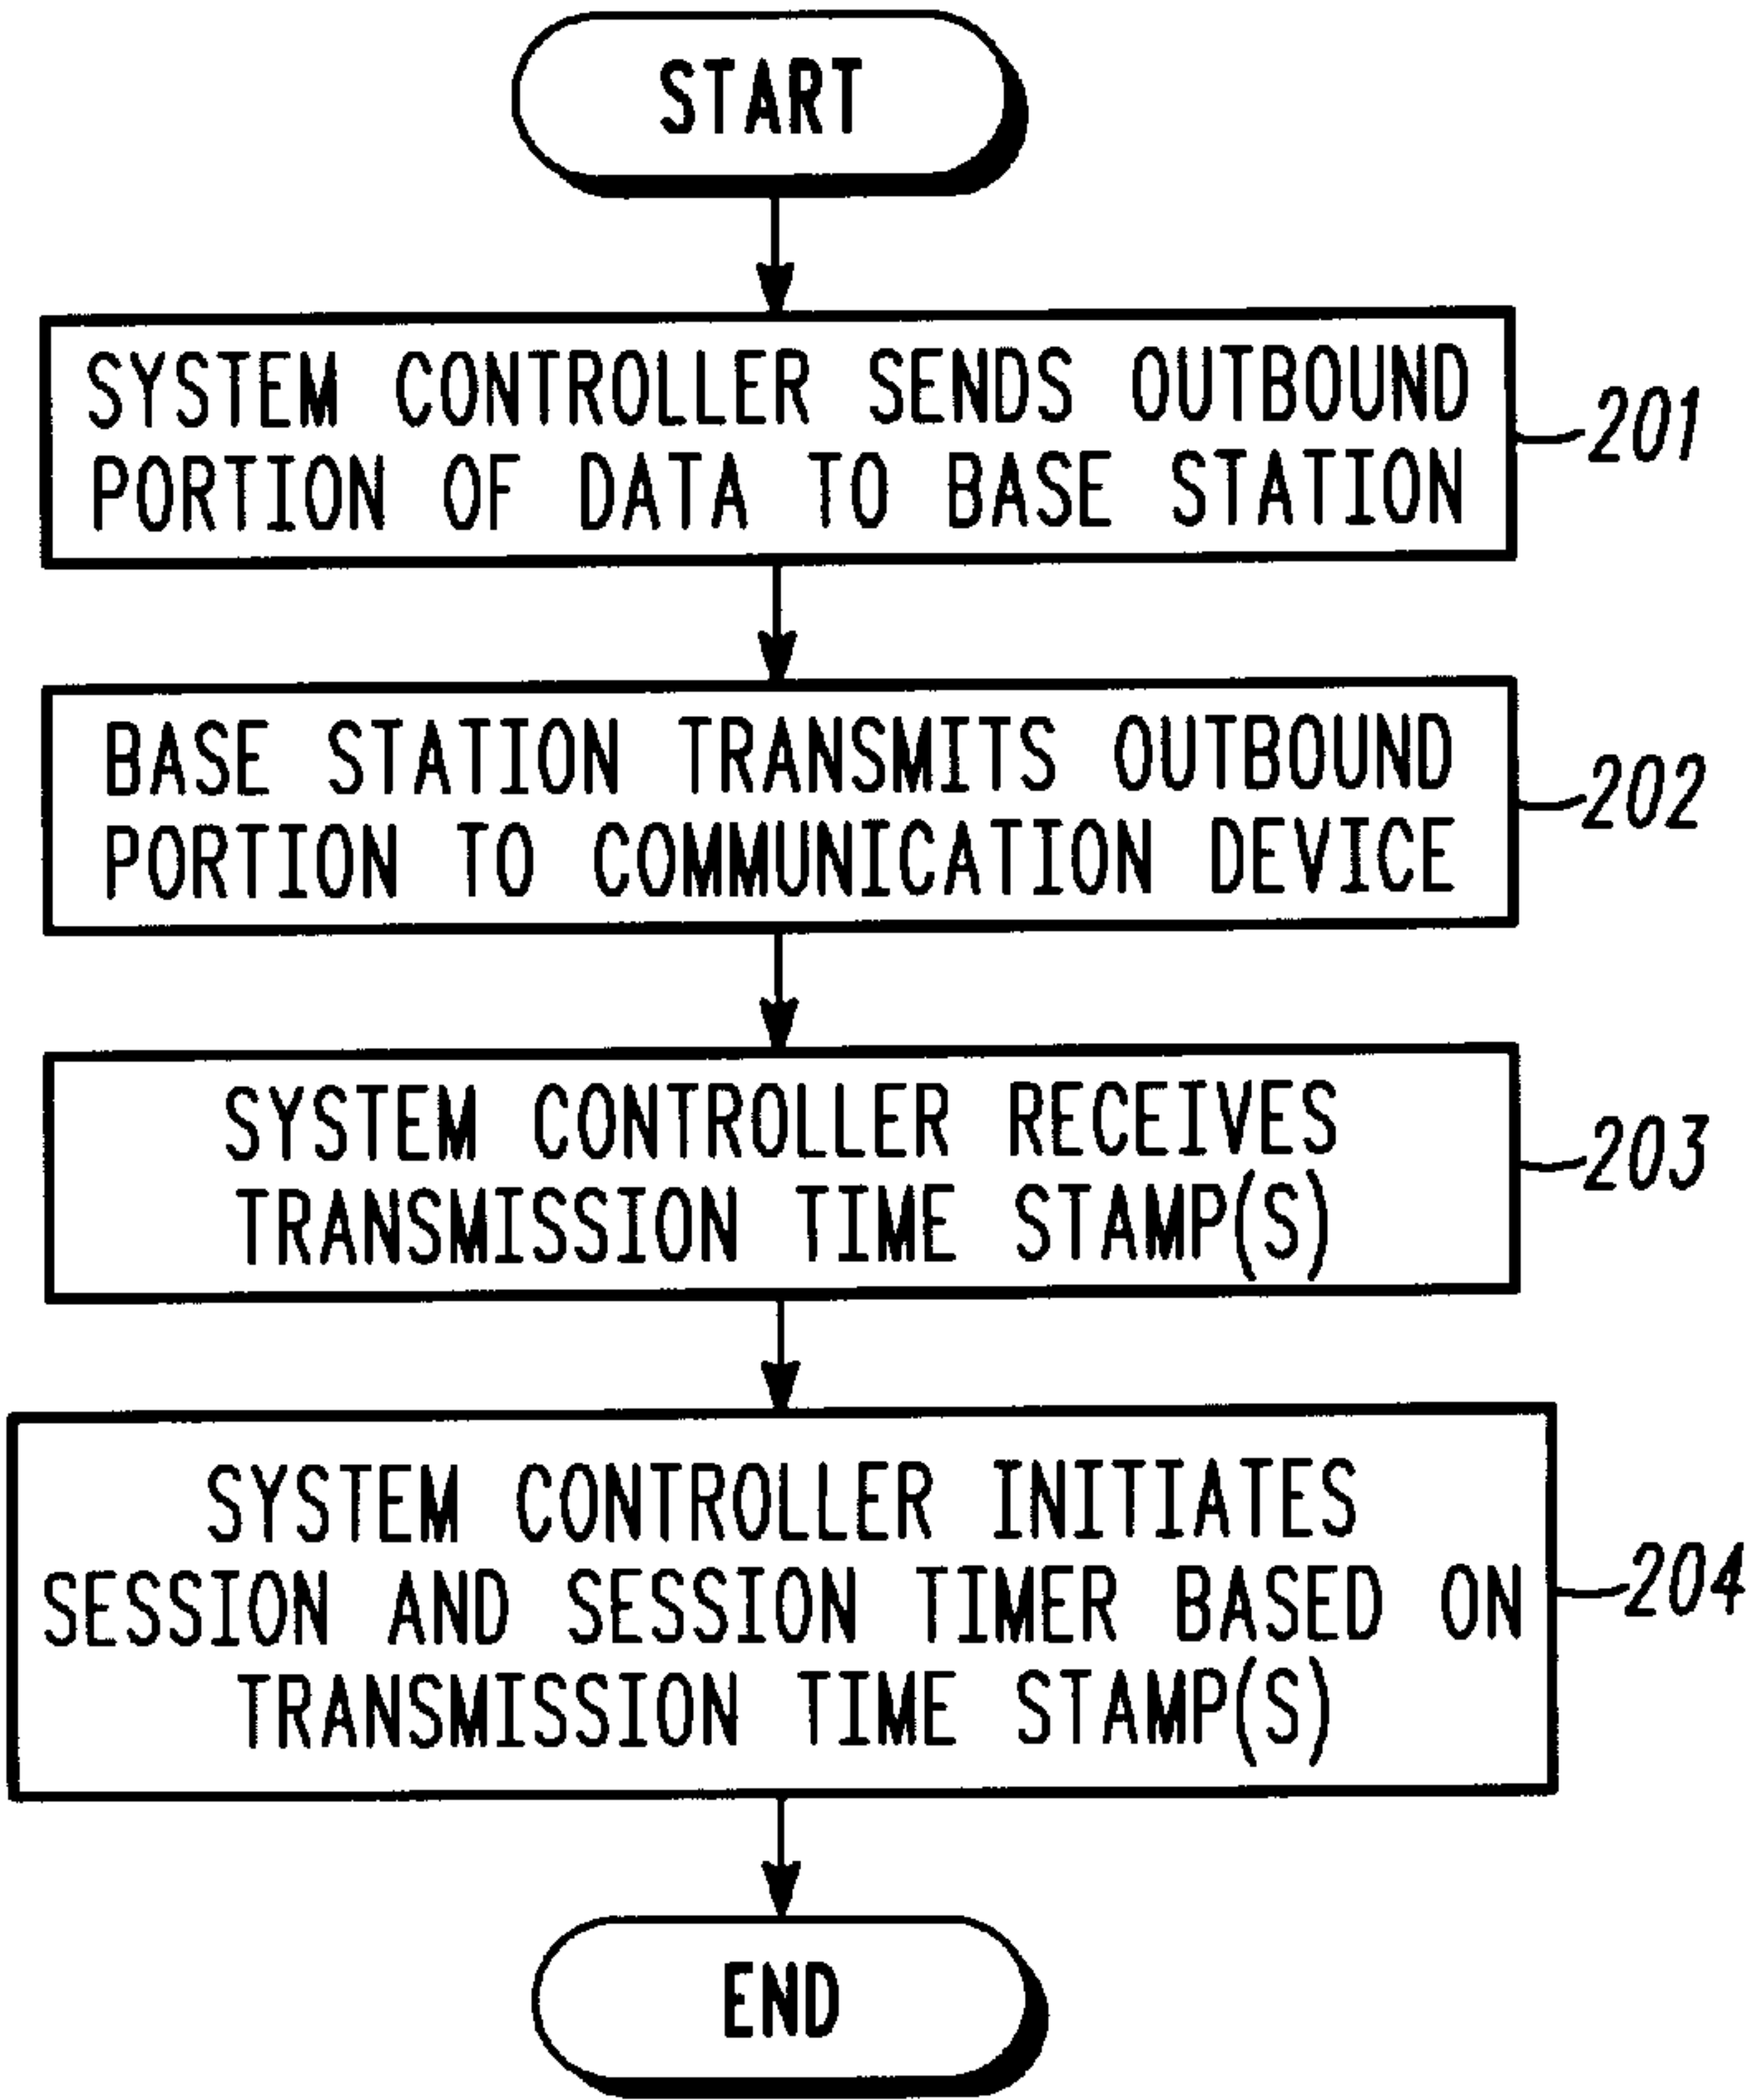 START
SYSTEM CONTROLLER SENDS OUTBOUND
PORTION OF DATA TO BASE STATION
201
BASE STATION TRANSMITS OUTBOUND
PORTION TO COMMUNICATION DEVICE
202
SYSTEM CONTROLLER RECEIVES
TRANSMISSION TIME STAMP(S)
203
SYSTEM CONTROLLER INITIATES
SESSION AND SESSION TIMER BASED ON
TRANSMISSION TIME STAMP(S)
204
END